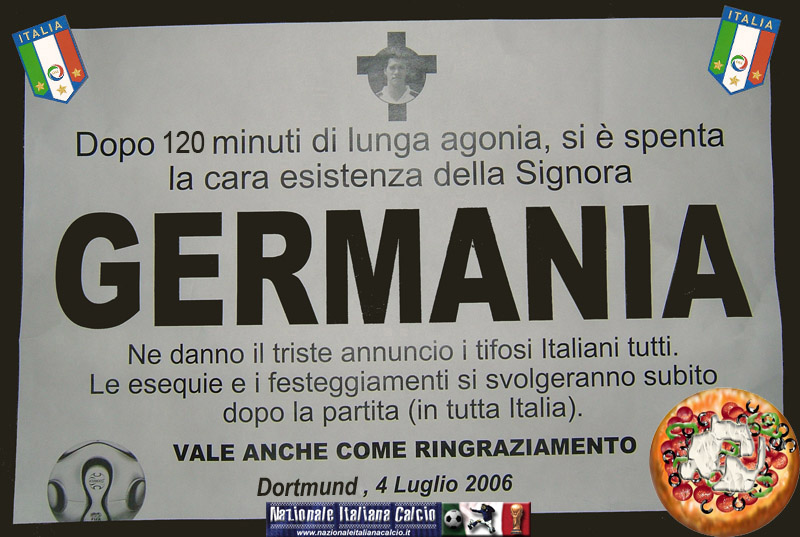 ITALIA
ITALIA
Dopo 120 minuti di lunga agonia, si è spenta
la cara esistenza della Signora
GERMANIA
Ne danno il triste annuncio i tifosi Italiani tutti.
Le esequie e i festeggiamenti si svolgeranno subito
dopo la partita (in tutta Italia).
VALE ANCHE COME RINGRAZIAMENTO
Dortmund , 4 Luglio 2006
Nazionale Italiana Calcio
www.nazionaleitalianacalcio.it